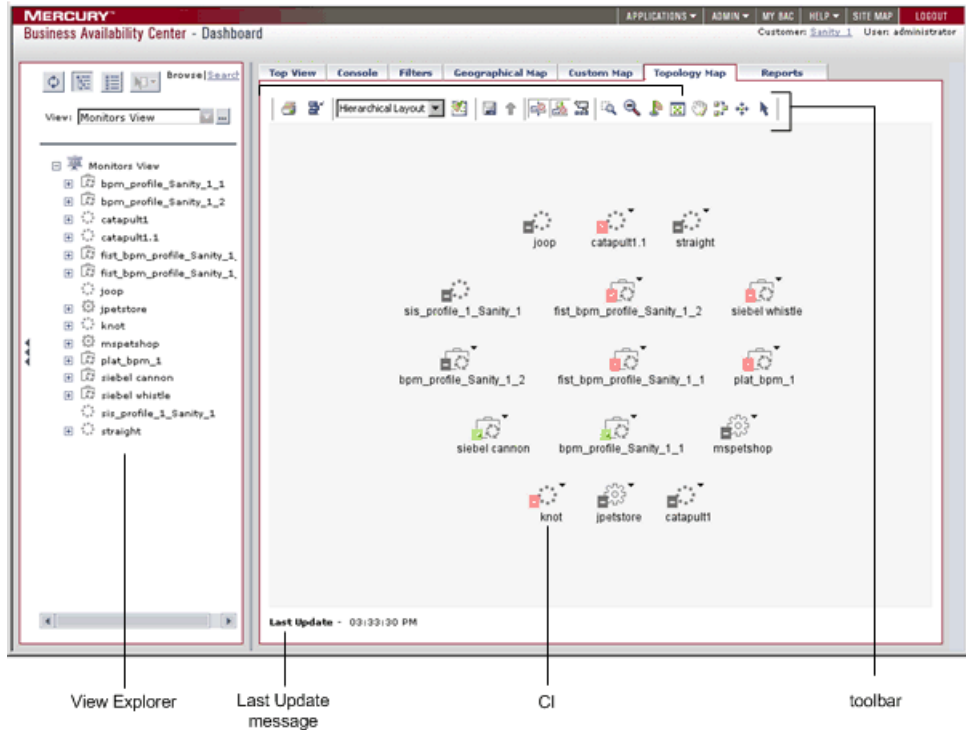 MERCURY™
APPLICATIONS ADMIN MY BAC HELP SITE MAP LOGOUT
Business Availability Center - Dashboard
Customer: Sanity_1 User: administrator
Browse|Search
Top View Console Filters Geographical Map Custom Map Topology Map Reports
View: Monitors View ...
Hierarchical Layout
Monitors View
bpm_profile_Sanity_1_1
bpm_profile_Sanity_1_2
catapult1
catapult1.1
fist_bpm_profile_Sanity_1_
fist_bpm_profile_Sanity_1_
joop
jpetstore
knot
mspetshop
plat_bpm_1
siebel cannon
siebel whistle
sis_profile_1_Sanity_1
straight
joop catapult1.1 straight
sis_profile_1_Sanity_1 fist_bpm_profile_Sanity_1_2 siebel whistle
bpm_profile_Sanity_1_2 fist_bpm_profile_Sanity_1_1 plat_bpm_1
siebel cannon bpm_profile_Sanity_1_1 mspetshop
knot jpetstore catapult1
Last Update - 03:33:30 PM
View Explorer
Last Update
message
CI
toolbar